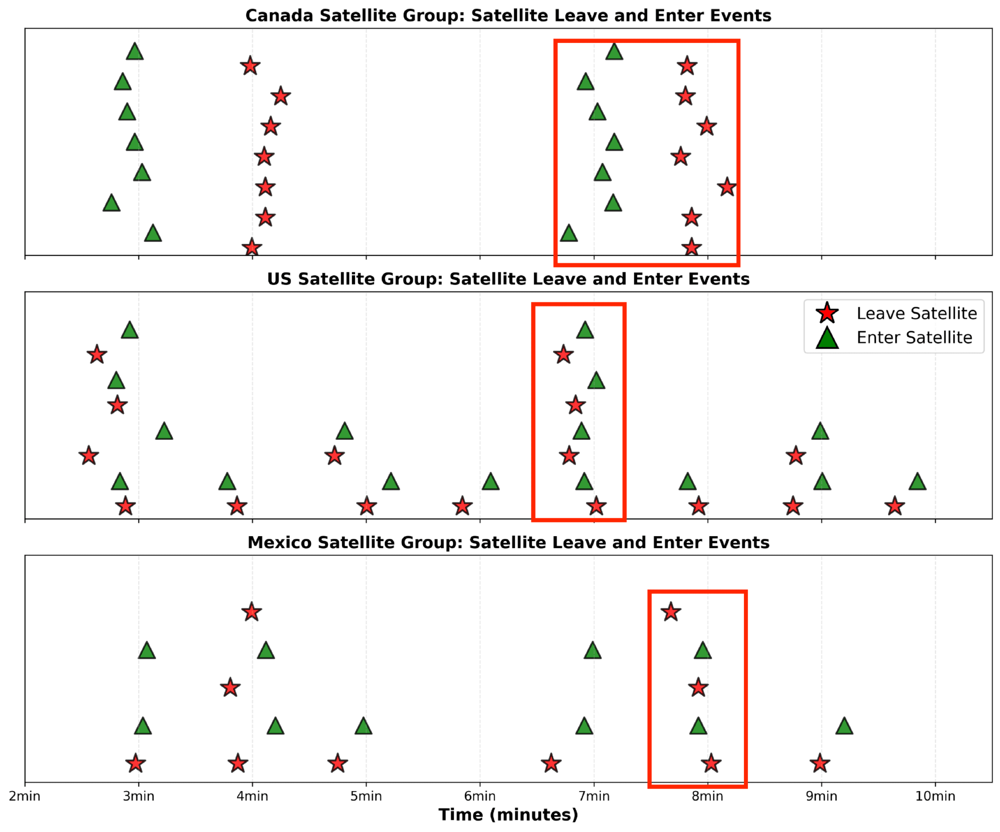 Canada Satellite Group: Satellite Leave and Enter Events
US Satellite Group: Satellite Leave and Enter Events
Leave Satellite
Enter Satellite
Mexico Satellite Group: Satellite Leave and Enter Events
2min 3min 4min 5min 6min 7min 8min 9min 10min
Time (minutes)